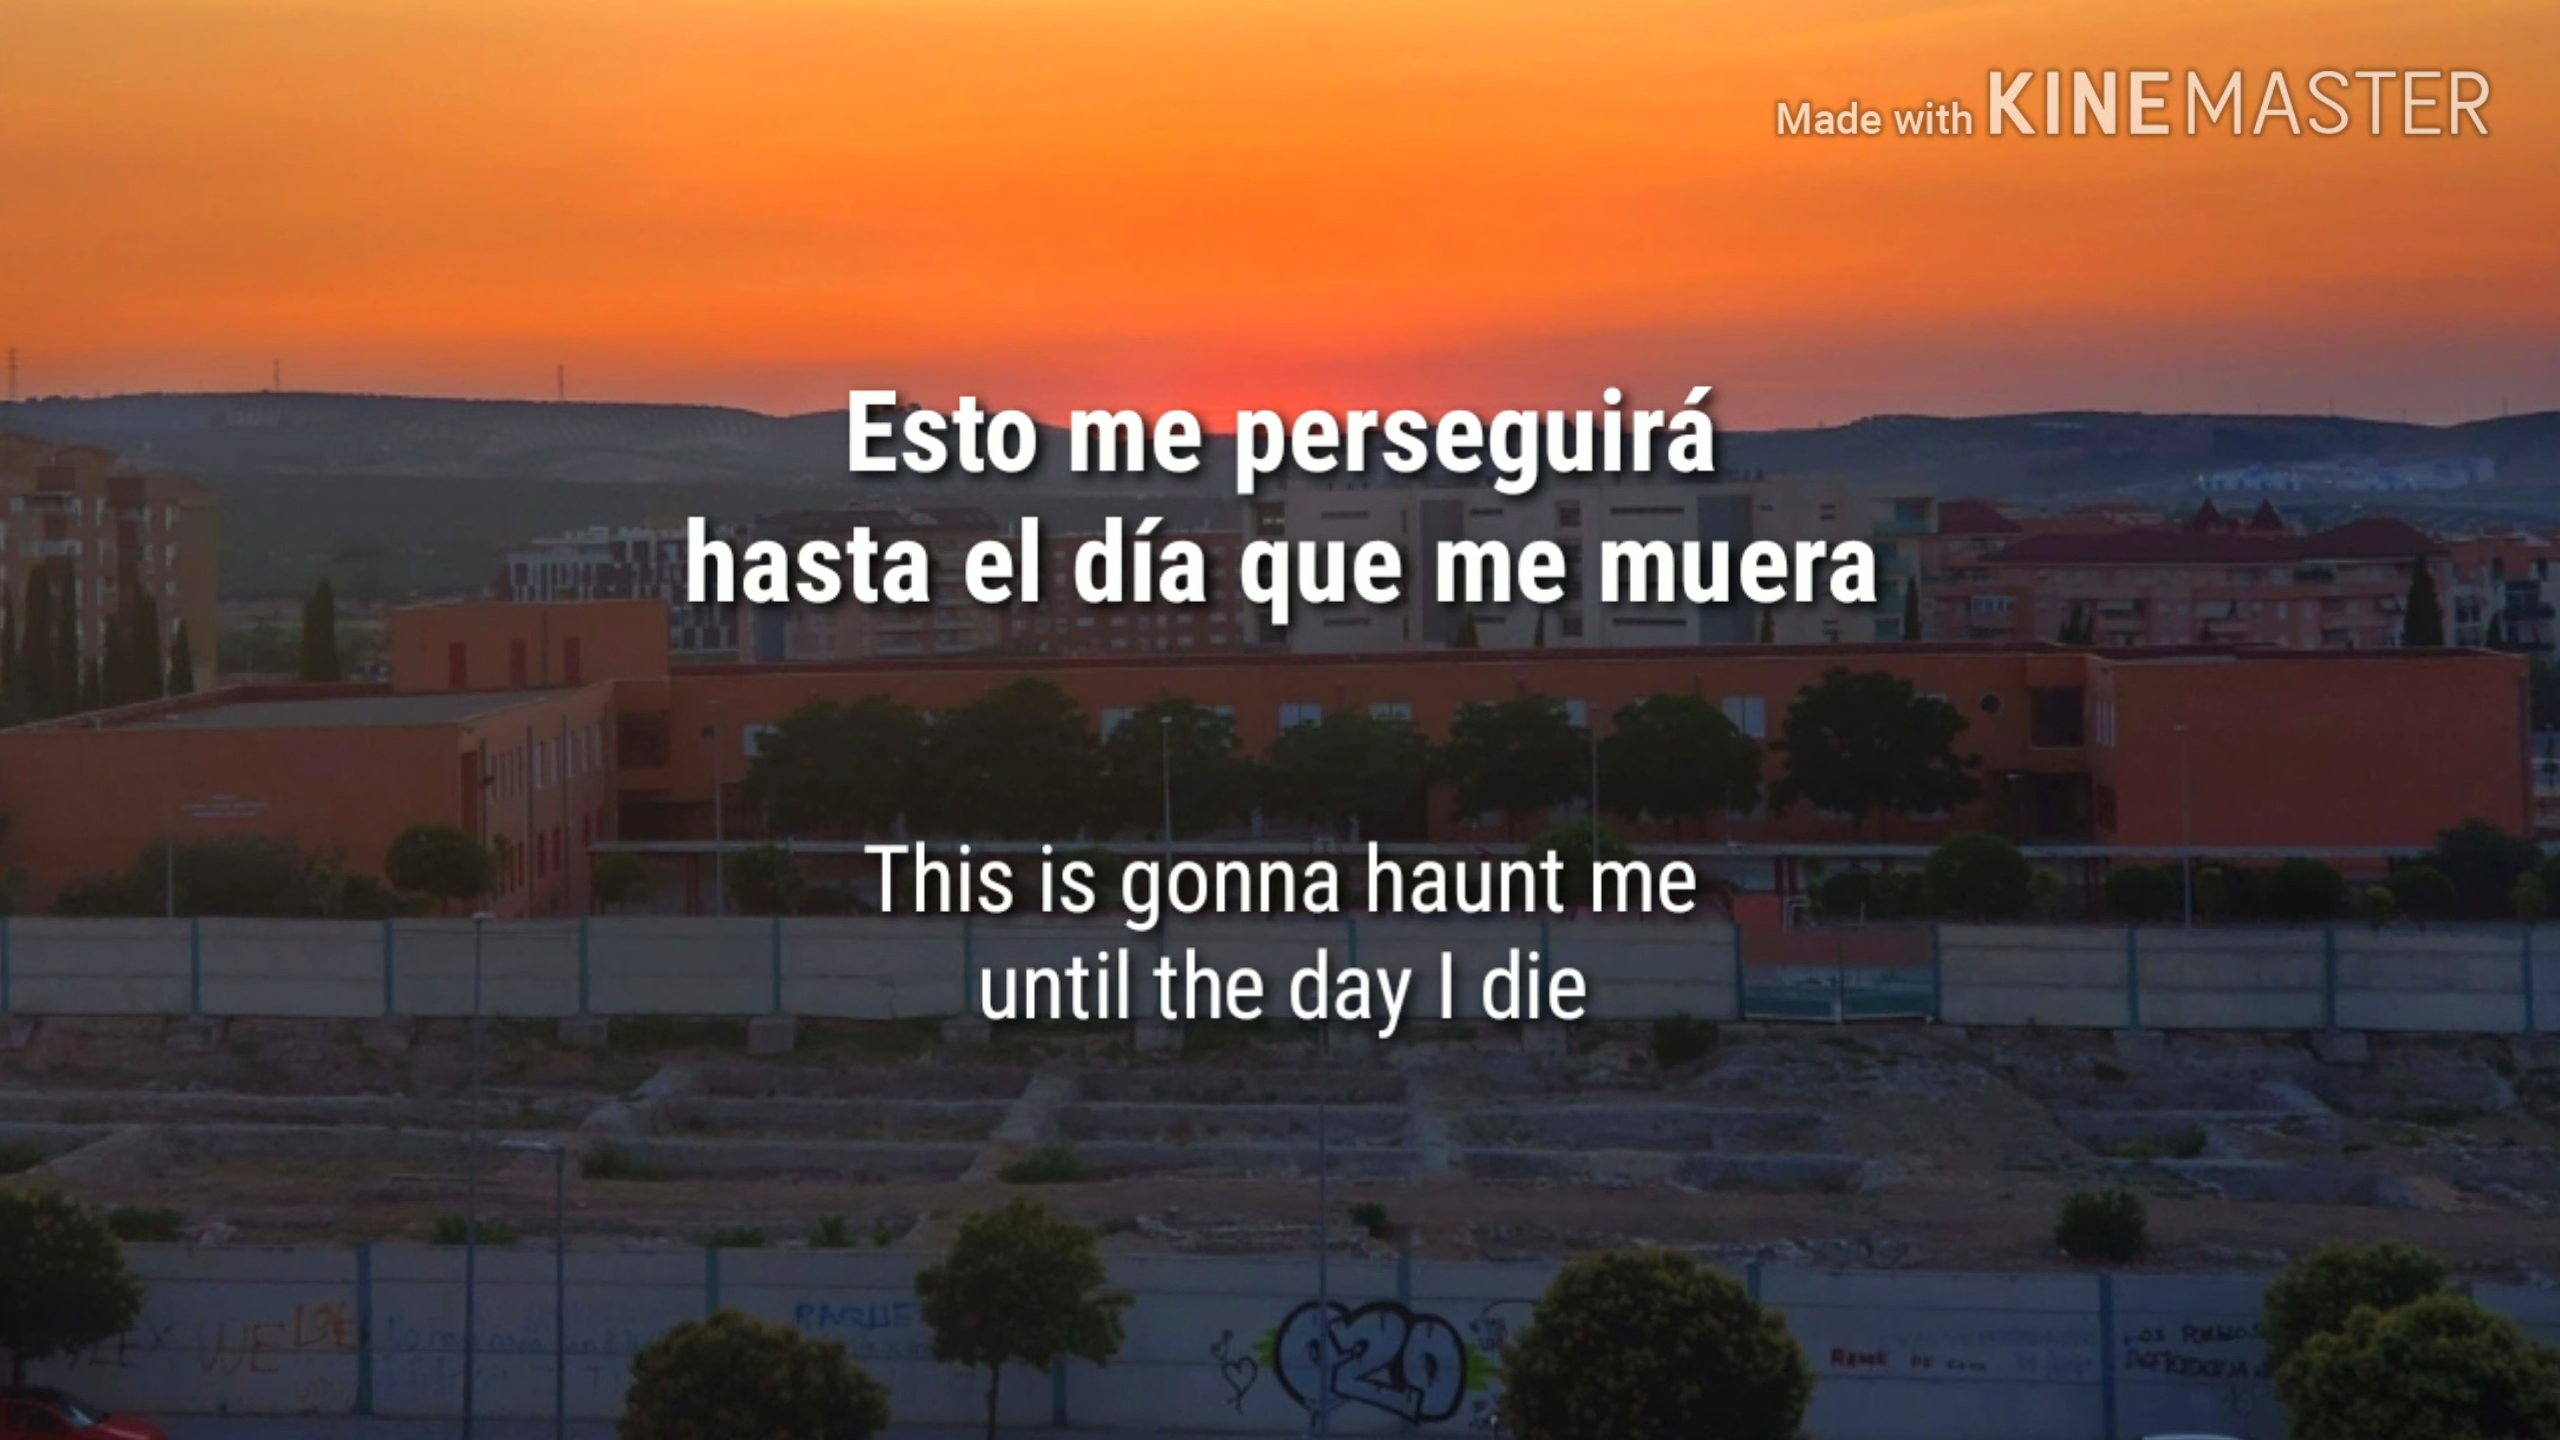 Made with KINEMASTER
Esto me perseguirá
hasta el día que me muera
This is gonna haunt me
until the day I die
RAQUE